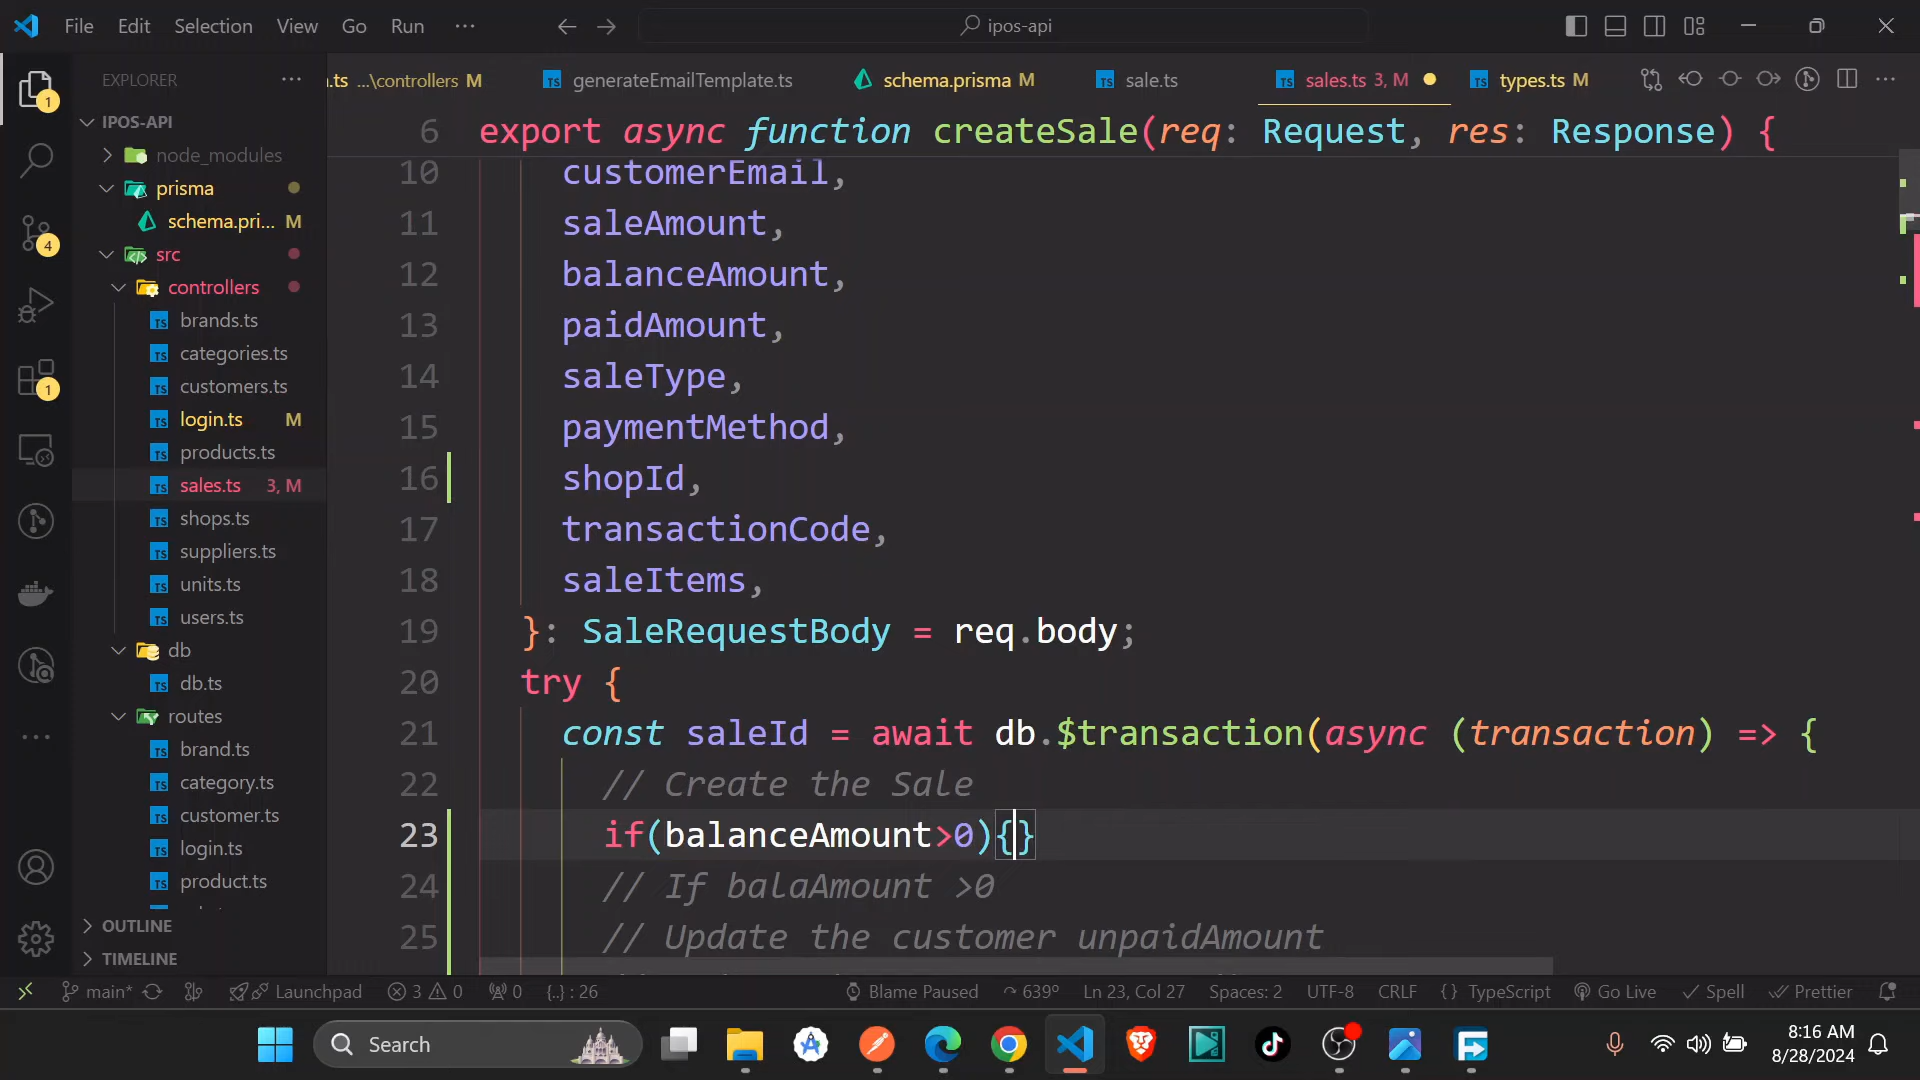 File Edit Selection View Go Run ··· ipos-api
EXPLORER ···
.ts ...\controllers M generateEmailTemplate.ts schema.prisma M sale.ts sales.ts 3, M types.ts M
IPOS-API
node_modules
prisma
schema.pri... M
src
controllers
brands.ts
categories.ts
customers.ts
login.ts M
products.ts
sales.ts 3, M
shops.ts
suppliers.ts
units.ts
users.ts
db
db.ts
routes
brand.ts
category.ts
customer.ts
login.ts
product.ts
OUTLINE
TIMELINE
1
4
1
6 export async function createSale(req: Request, res: Response) {
10 customerEmail,
11 saleAmount,
12 balanceAmount,
13 paidAmount,
14 saleType,
15 paymentMethod,
16 shopId,
17 transactionCode,
18 saleItems,
19 }: SaleRequestBody = req.body;
20 try {
21 const saleId = await db.$transaction(async (transaction) => {
22 // Create the Sale
23 if(balanceAmount>0){}
24 // If balaAmount >0
25 // Update the customer unpaidAmount
main* Launchpad 3 0 0 {..} : 26 Blame Paused 639º Ln 23, Col 27 Spaces: 2 UTF-8 CRLF {} TypeScript Go Live Spell Prettier
Search
8:16 AM
8/28/2024